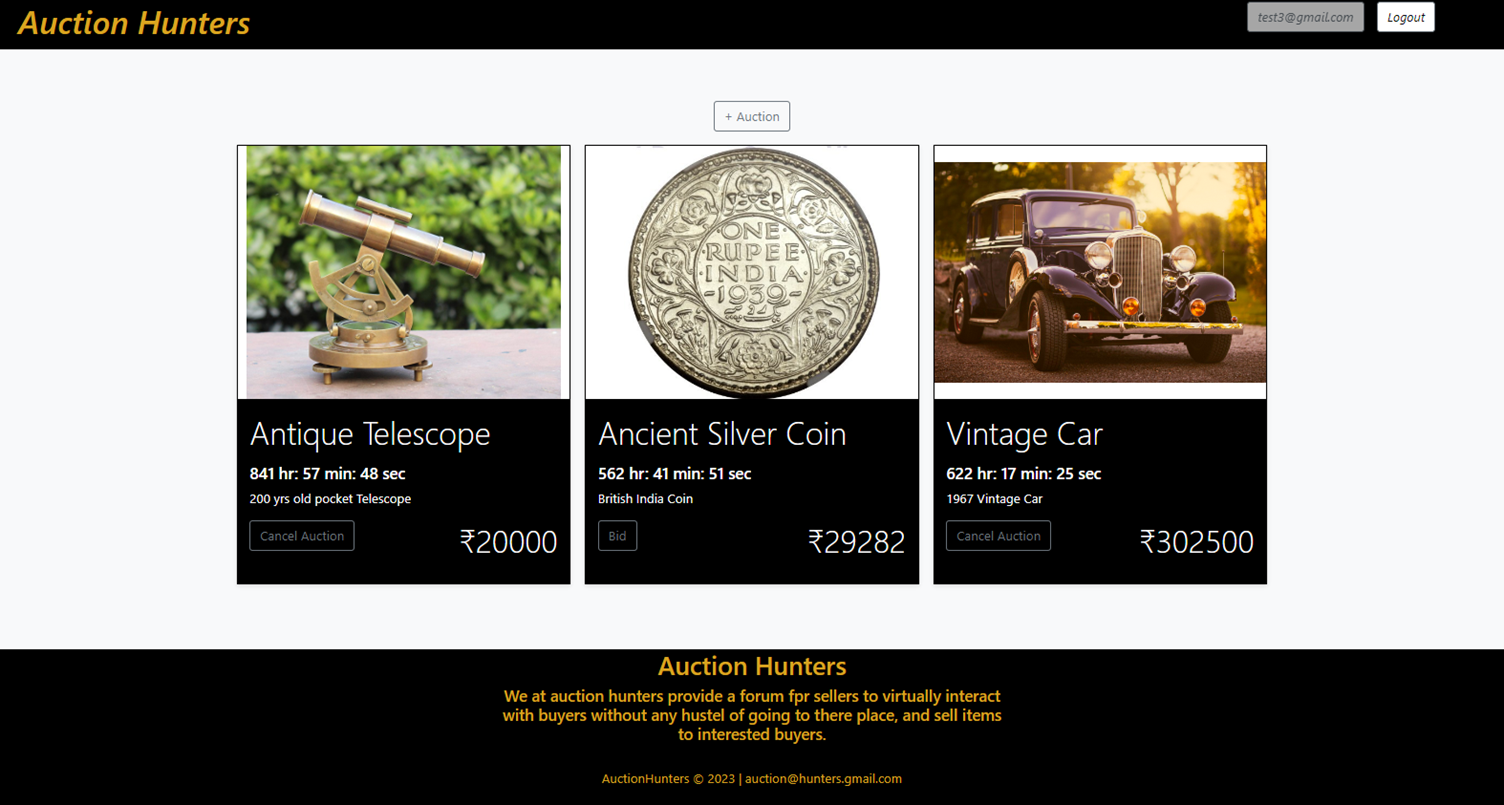 Auction Hunters
test3@gmail.com
Logout
+ Auction
ONE
RUPEE
INDIA
-1939-
Antique Telescope
841 hr: 57 min: 48 sec
200 yrs old pocket Telescope
Cancel Auction
₹20000
Ancient Silver Coin
562 hr: 41 min: 51 sec
British India Coin
Bid
₹29282
Vintage Car
622 hr: 17 min: 25 sec
1967 Vintage Car
Cancel Auction
₹302500
Auction Hunters
We at auction hunters provide a forum fpr sellers to virtually interact
with buyers without any hustel of going to there place, and sell items
to interested buyers.
AuctionHunters © 2023 | auction@hunters.gmail.com